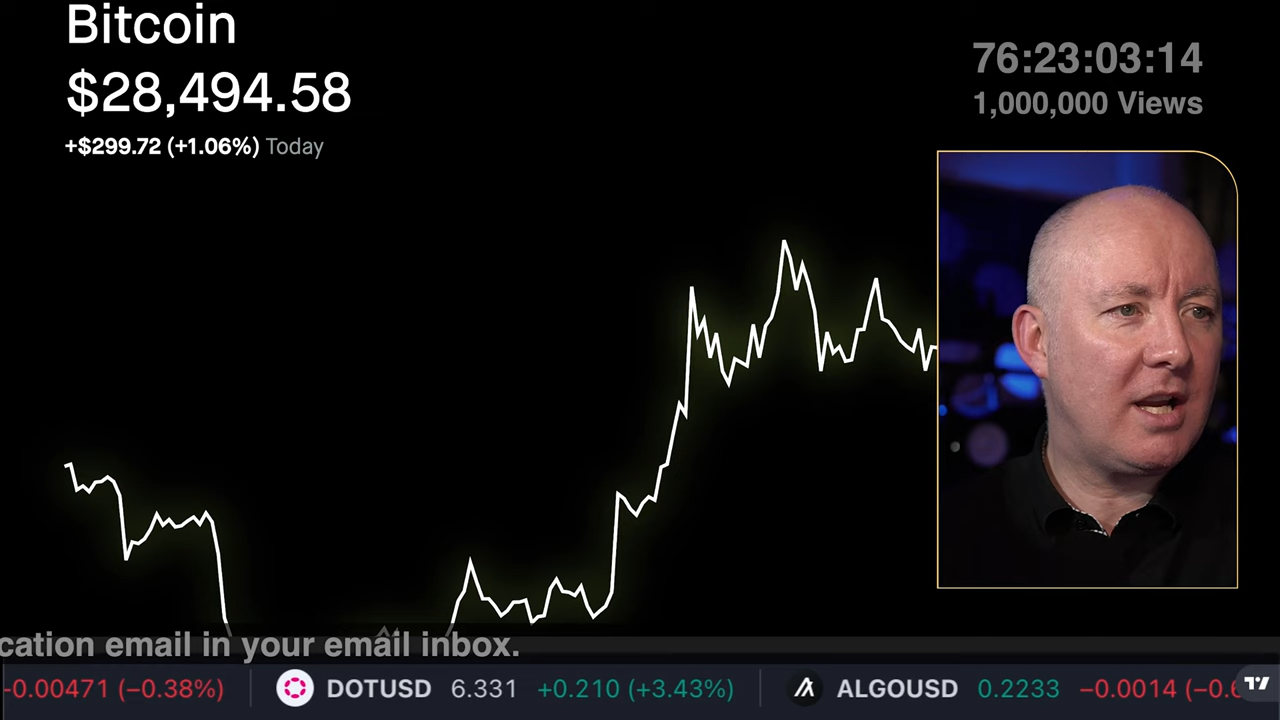 Bitcoin
$28,494.58
+$299.72 (+1.06%) Today
76:23:03:14
1,000,000 Views
cation email in your email inbox.
-0.00471 (−0.38%) DOTUSD 6.331 +0.210 (+3.43%) ALGOUSD 0.2233 −0.0014 (−0.6